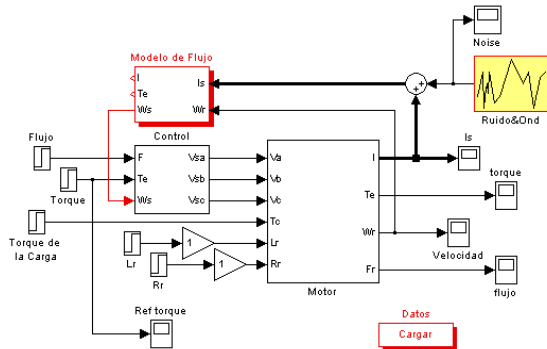 Noise
Modelo de Flujo
I
Te
Ws
Is
Wr
Ruido&Ond
Flujo
Control
Is
F
Te
Ws
Vsa
Vsb
Vsc
Va
Vb
Vc
Tc
Lr
Rr
I
Te
Wr
Fr
torque
Torque
1
1
Velocidad
Torque de
la Carga
Lr
Rr
Motor
flujo
Ref torque
Datos
Cargar